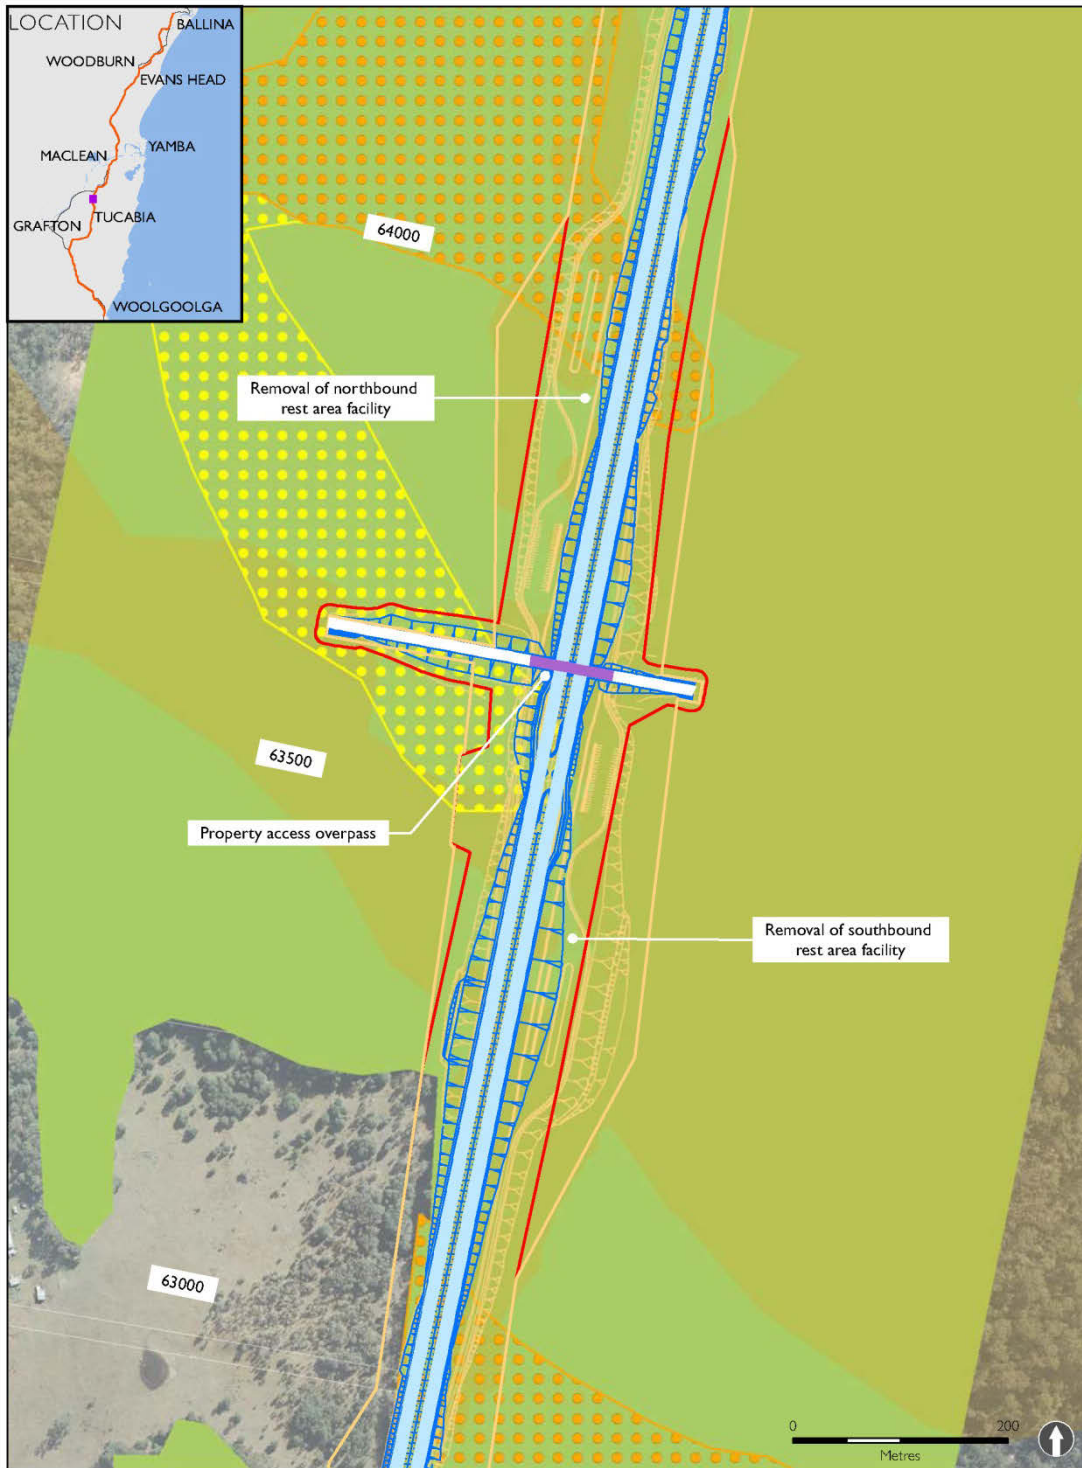 LOCATION
BALLINA
WOODBURN
EVANS HEAD
MACLEAN
YAMBA
TUCABIA
GRAFTON
WOOLGOOLGA
64000
Removal of northbound
rest area facility
63500
Property access overpass
Removal of southbound
rest area facility
63000
0 200
Metres